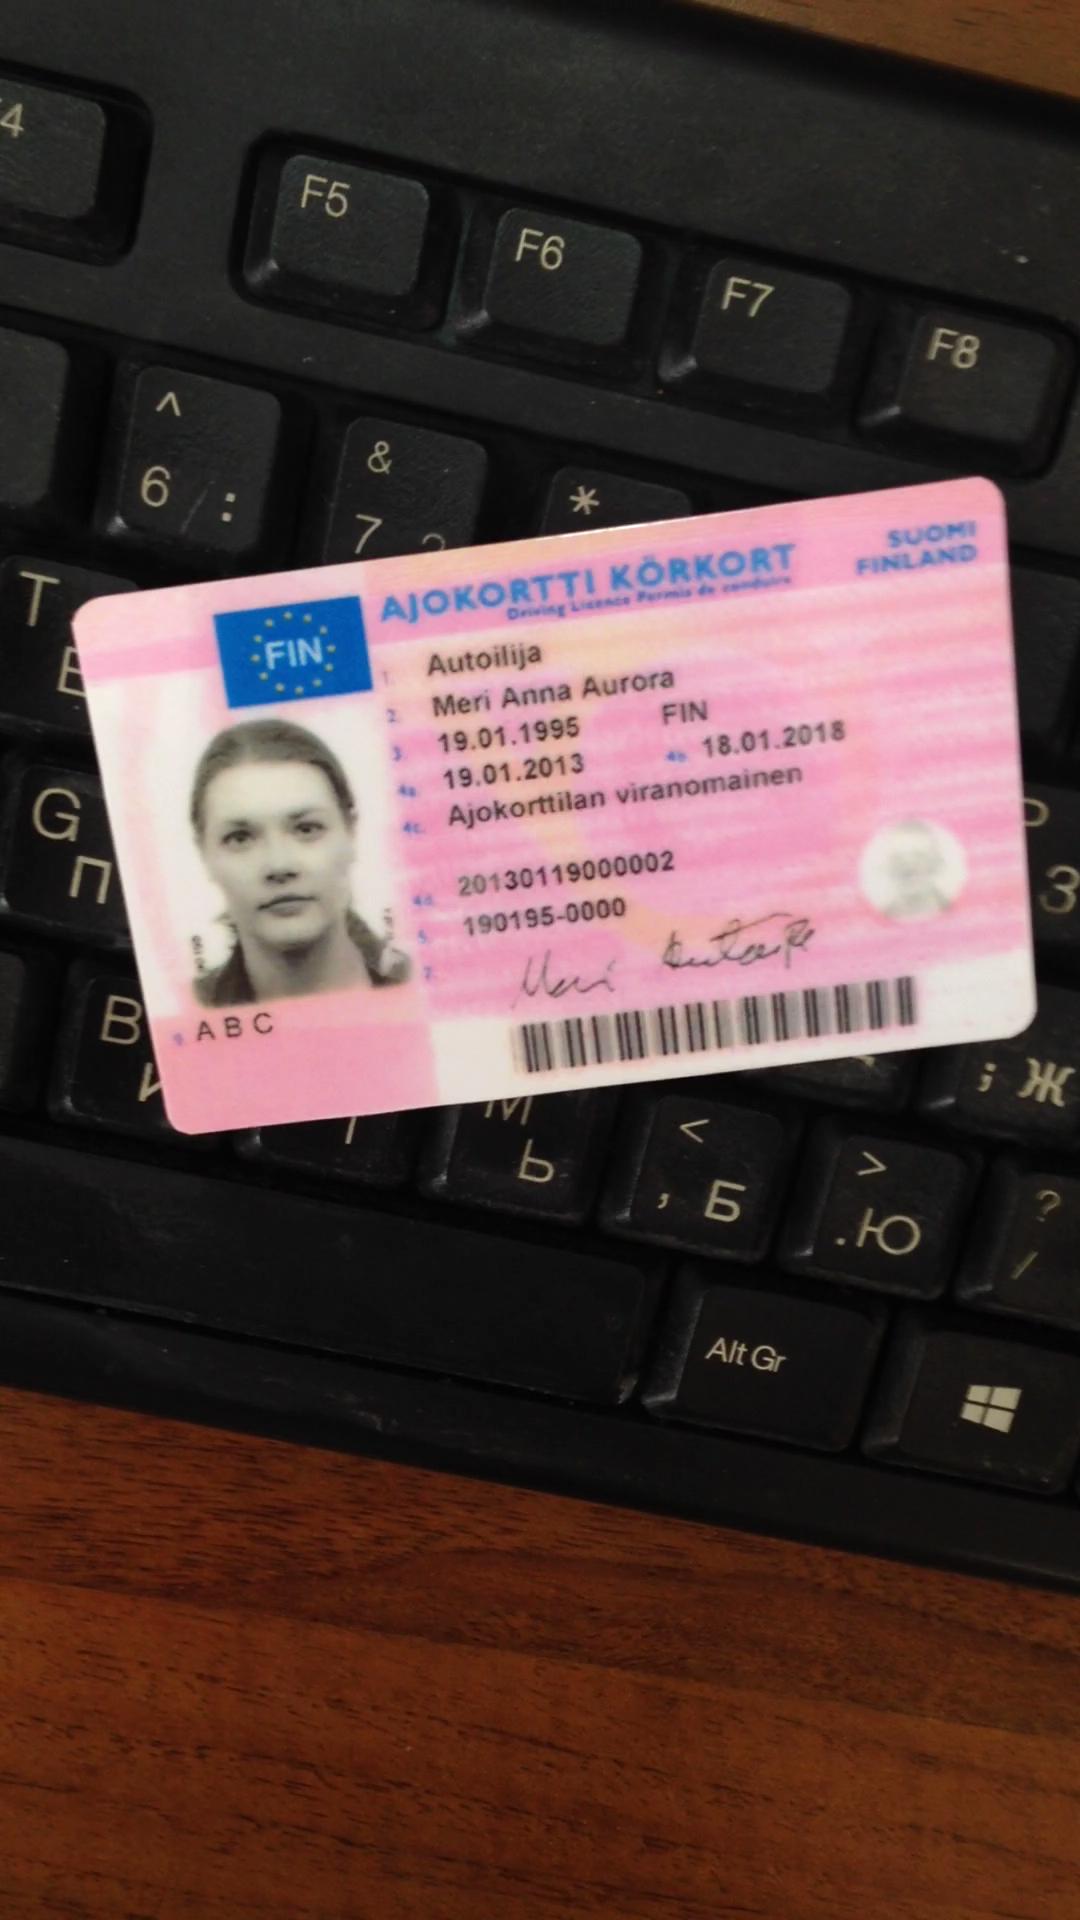 F4
F5
F6
F7
F8
^
6 :
&
7
*
T
E
G
П
B
И
AJOKORTTI KÖRKORT
Driving Licence Permis de conduire
SUOMI
FINLAND
FIN
1. Autoilija
2. Meri Anna Aurora
3. 19.01.1995 FIN
4a. 19.01.2013 4b. 18.01.2018
4c. Ajokorttilan viranomainen
4d. 20130119000002
5. 190195-0000
7. Meri Autoilija
9. A B C
З
; Ж
M
Ь
<
, Б
>
. Ю
?
/
Alt Gr